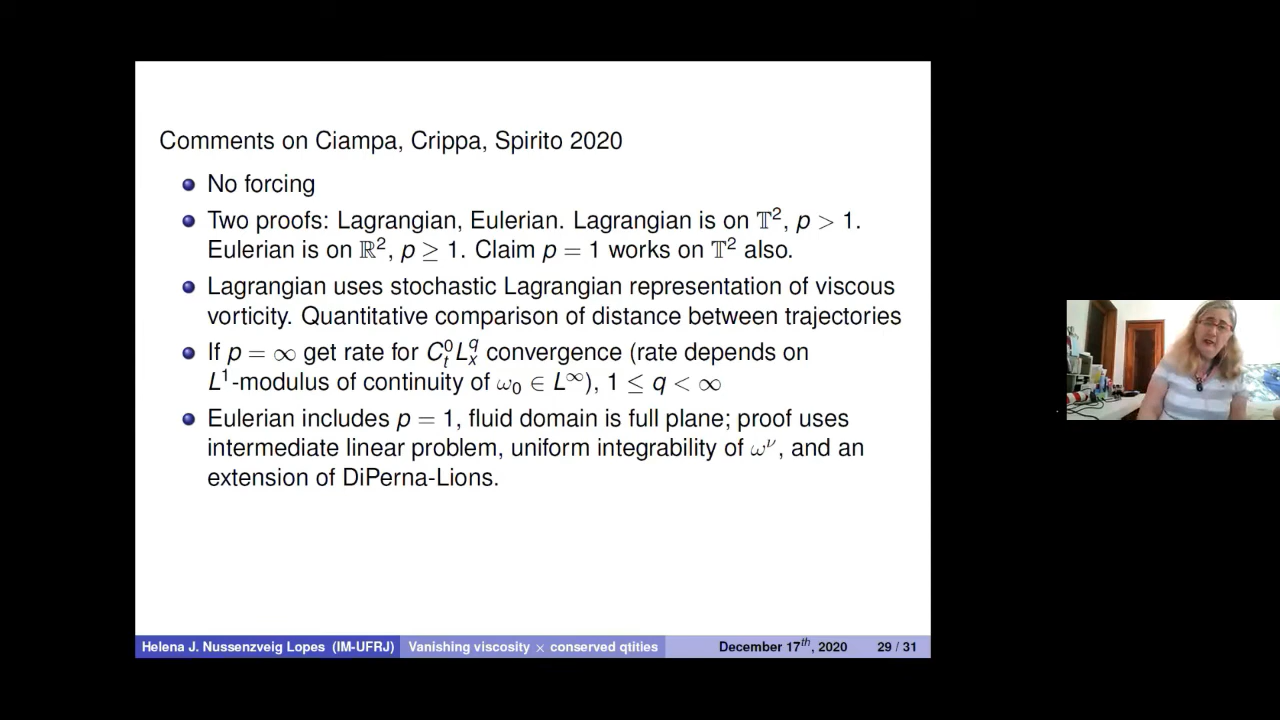 Comments on Ciampa, Crippa, Spirito 2020
No forcing
Two proofs: Lagrangian, Eulerian. Lagrangian is on 𝕋², p > 1.
Eulerian is on ℝ², p ≥ 1. Claim p = 1 works on 𝕋² also.
Lagrangian uses stochastic Lagrangian representation of viscous
vorticity. Quantitative comparison of distance between trajectories
If p = ∞ get rate for C⁰ₜL^qₓ convergence (rate depends on
L¹-modulus of continuity of ω₀ ∈ L^∞), 1 ≤ q < ∞
Eulerian includes p = 1, fluid domain is full plane; proof uses
intermediate linear problem, uniform integrability of ω^ν, and an
extension of DiPerna-Lions.
Helena J. Nussenzveig Lopes (IM-UFRJ) Vanishing viscosity × conserved qtities December 17th, 2020 29 / 31